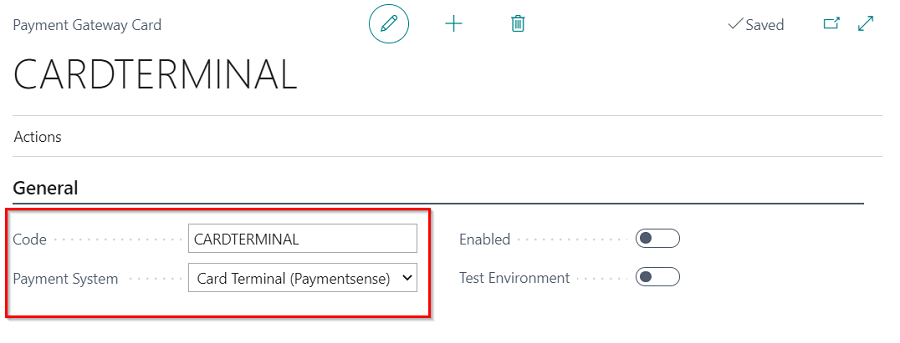 Payment Gateway Card
Saved
CARDTERMINAL
Actions
General
Code CARDTERMINAL Enabled
Payment System Card Terminal (Paymentsense) Test Environment